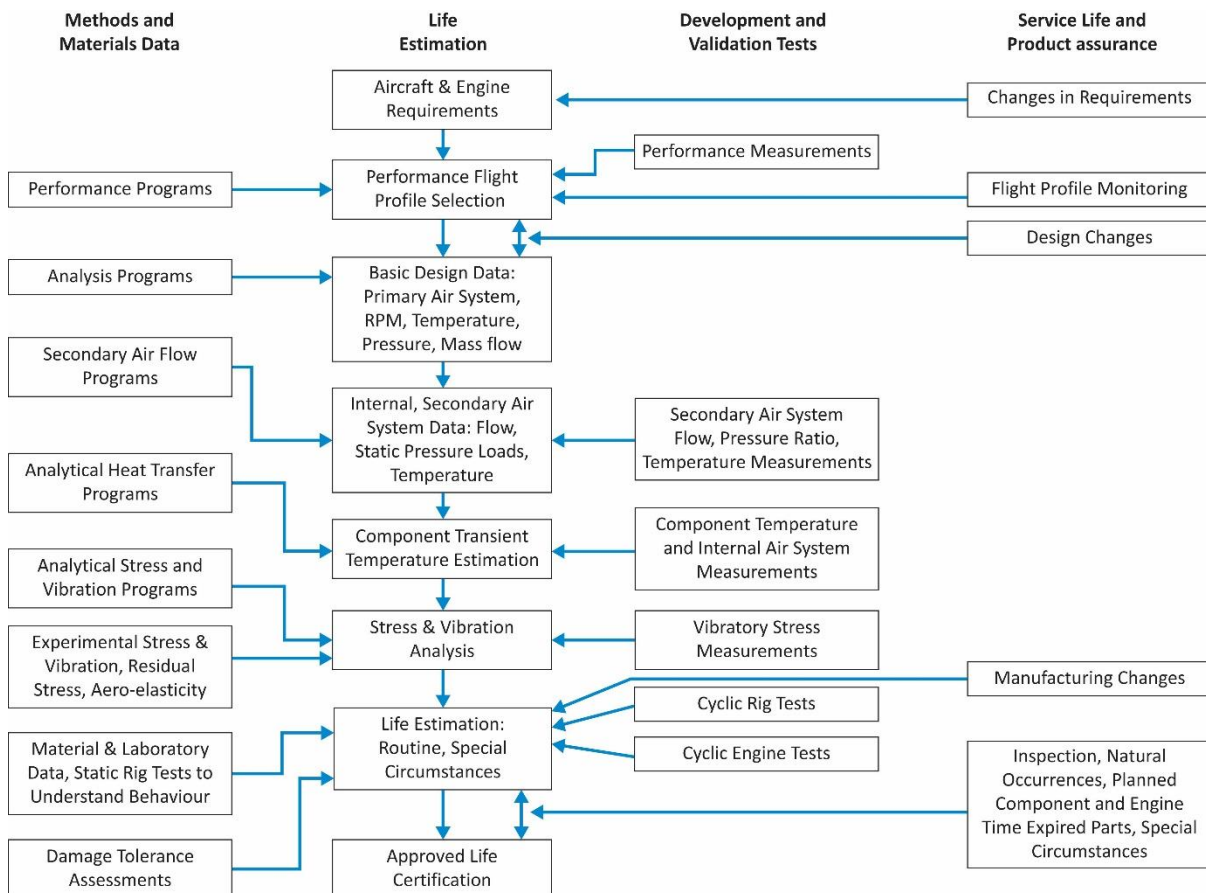 Methods and
Materials Data
Life
Estimation
Development and
Validation Tests
Service Life and
Product assurance
Aircraft & Engine
Requirements
Changes in Requirements
Performance Measurements
Performance Programs
Performance Flight
Profile Selection
Flight Profile Monitoring
Design Changes
Analysis Programs
Basic Design Data:
Primary Air System,
RPM, Temperature,
Pressure, Mass flow
Secondary Air Flow
Programs
Internal, Secondary Air
System Data: Flow,
Static Pressure Loads,
Temperature
Secondary Air System
Flow, Pressure Ratio,
Temperature Measurements
Analytical Heat Transfer
Programs
Component Transient
Temperature Estimation
Component Temperature
and Internal Air System
Measurements
Analytical Stress and
Vibration Programs
Experimental Stress &
Vibration, Residual
Stress, Aero-elasticity
Stress & Vibration
Analysis
Vibratory Stress
Measurements
Manufacturing Changes
Material & Laboratory
Data, Static Rig Tests to
Understand Behaviour
Life Estimation:
Routine, Special
Circumstances
Cyclic Rig Tests
Cyclic Engine Tests
Inspection, Natural
Occurrences, Planned
Component and Engine
Time Expired Parts, Special
Circumstances
Damage Tolerance
Assessments
Approved Life
Certification